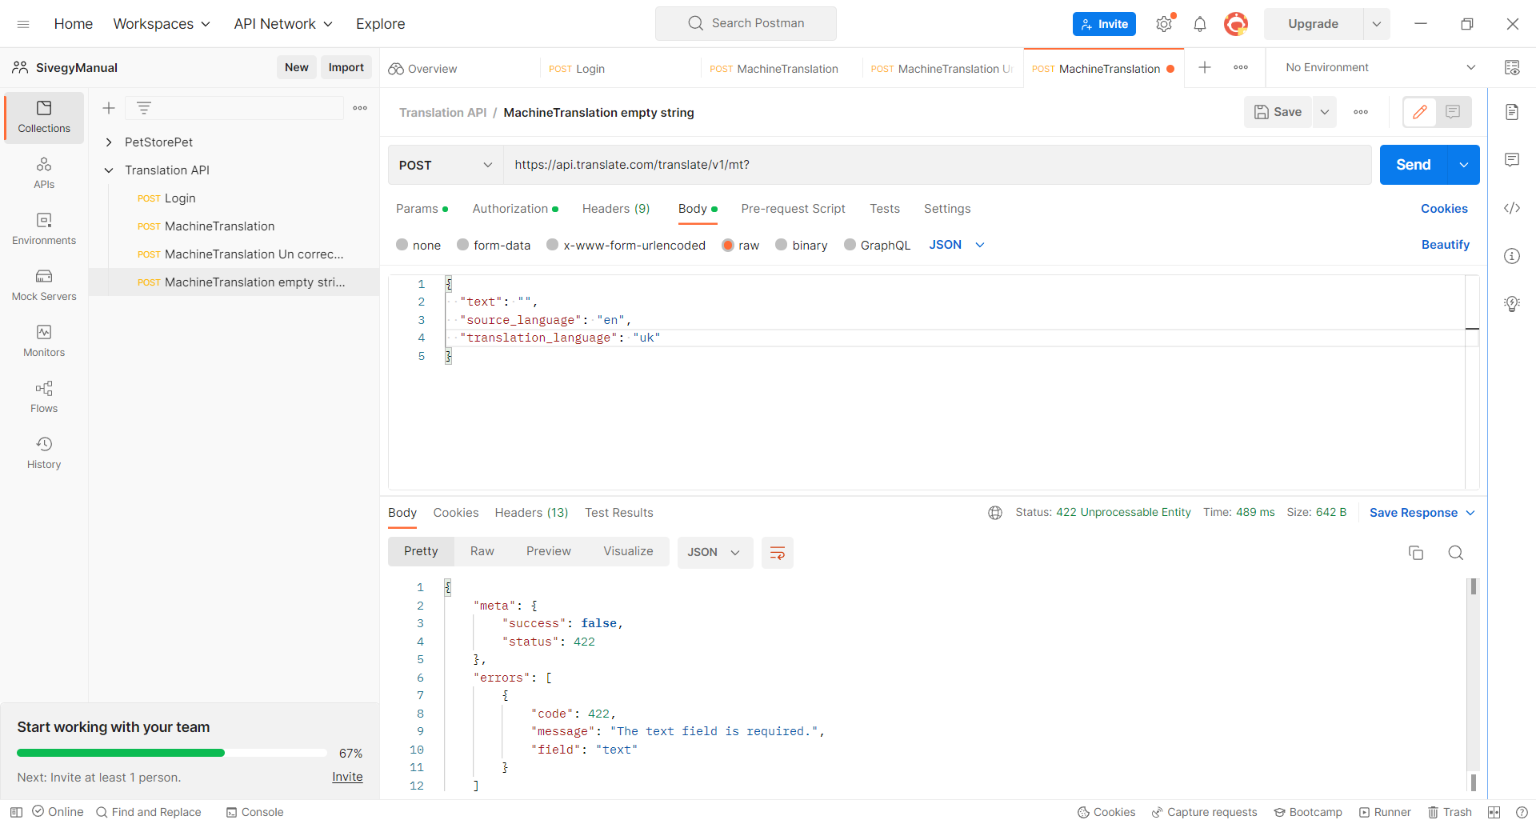 Home
Workspaces
API Network
Explore
Search Postman
Invite
Upgrade
SivegyManual
New
Import
Overview
POST Login
POST MachineTranslation
POST MachineTranslation Un
POST MachineTranslation
No Environment
Collections
APIs
Environments
Mock Servers
Monitors
Flows
History
PetStorePet
Translation API
POST Login
POST MachineTranslation
POST MachineTranslation Un correc...
POST MachineTranslation empty stri...
Translation API / MachineTranslation empty string
Save
POST
https://api.translate.com/translate/v1/mt?
Send
Params
Authorization
Headers (9)
Body
Pre-request Script
Tests
Settings
Cookies
none
form-data
x-www-form-urlencoded
raw
binary
GraphQL
JSON
Beautify
1 {
2 "text": "",
3 "source_language": "en",
4 "translation_language": "uk"
5 }
Body
Cookies
Headers (13)
Test Results
Status: 422 Unprocessable Entity
Time: 489 ms
Size: 642 B
Save Response
Pretty
Raw
Preview
Visualize
JSON
1 {
2 "meta": {
3 "success": false,
4 "status": 422
5 },
6 "errors": [
7 {
8 "code": 422,
9 "message": "The text field is required.",
10 "field": "text"
11 }
12 ]
Start working with your team
67%
Next: Invite at least 1 person.
Invite
Online
Find and Replace
Console
Cookies
Capture requests
Bootcamp
Runner
Trash